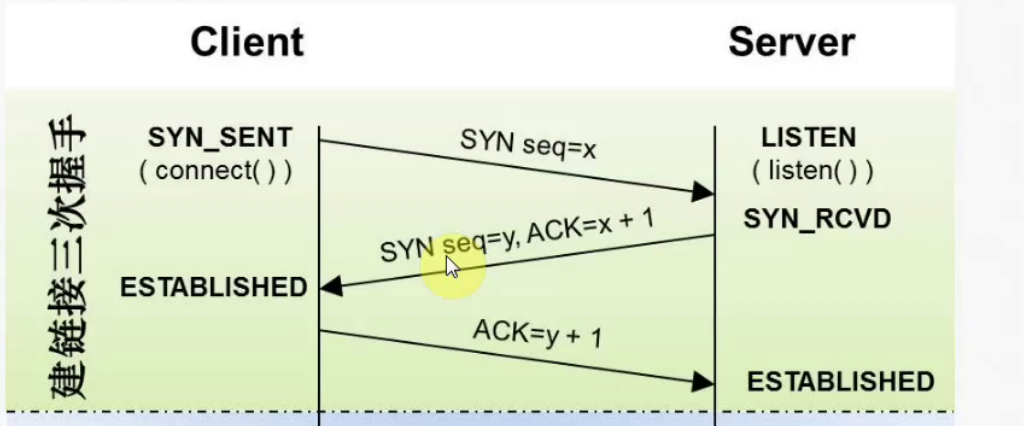 Client
Server
建链接三次握手
SYN_SENT
( connect( ) )
SYN seq=x
LISTEN
( listen( ) )
SYN_RCVD
SYN seq=y, ACK=x + 1
ESTABLISHED
ACK=y + 1
ESTABLISHED